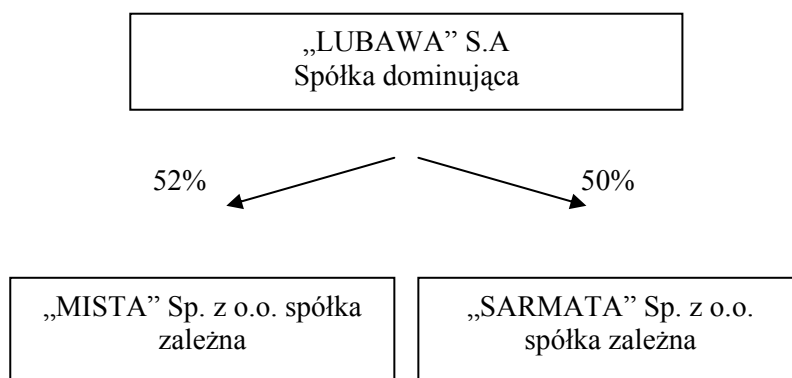 „LUBAWA” S.A
Spółka dominująca
52%
50%
„MISTA” Sp. z o.o. spółka
zależna
„SARMATA” Sp. z o.o.
spółka zależna